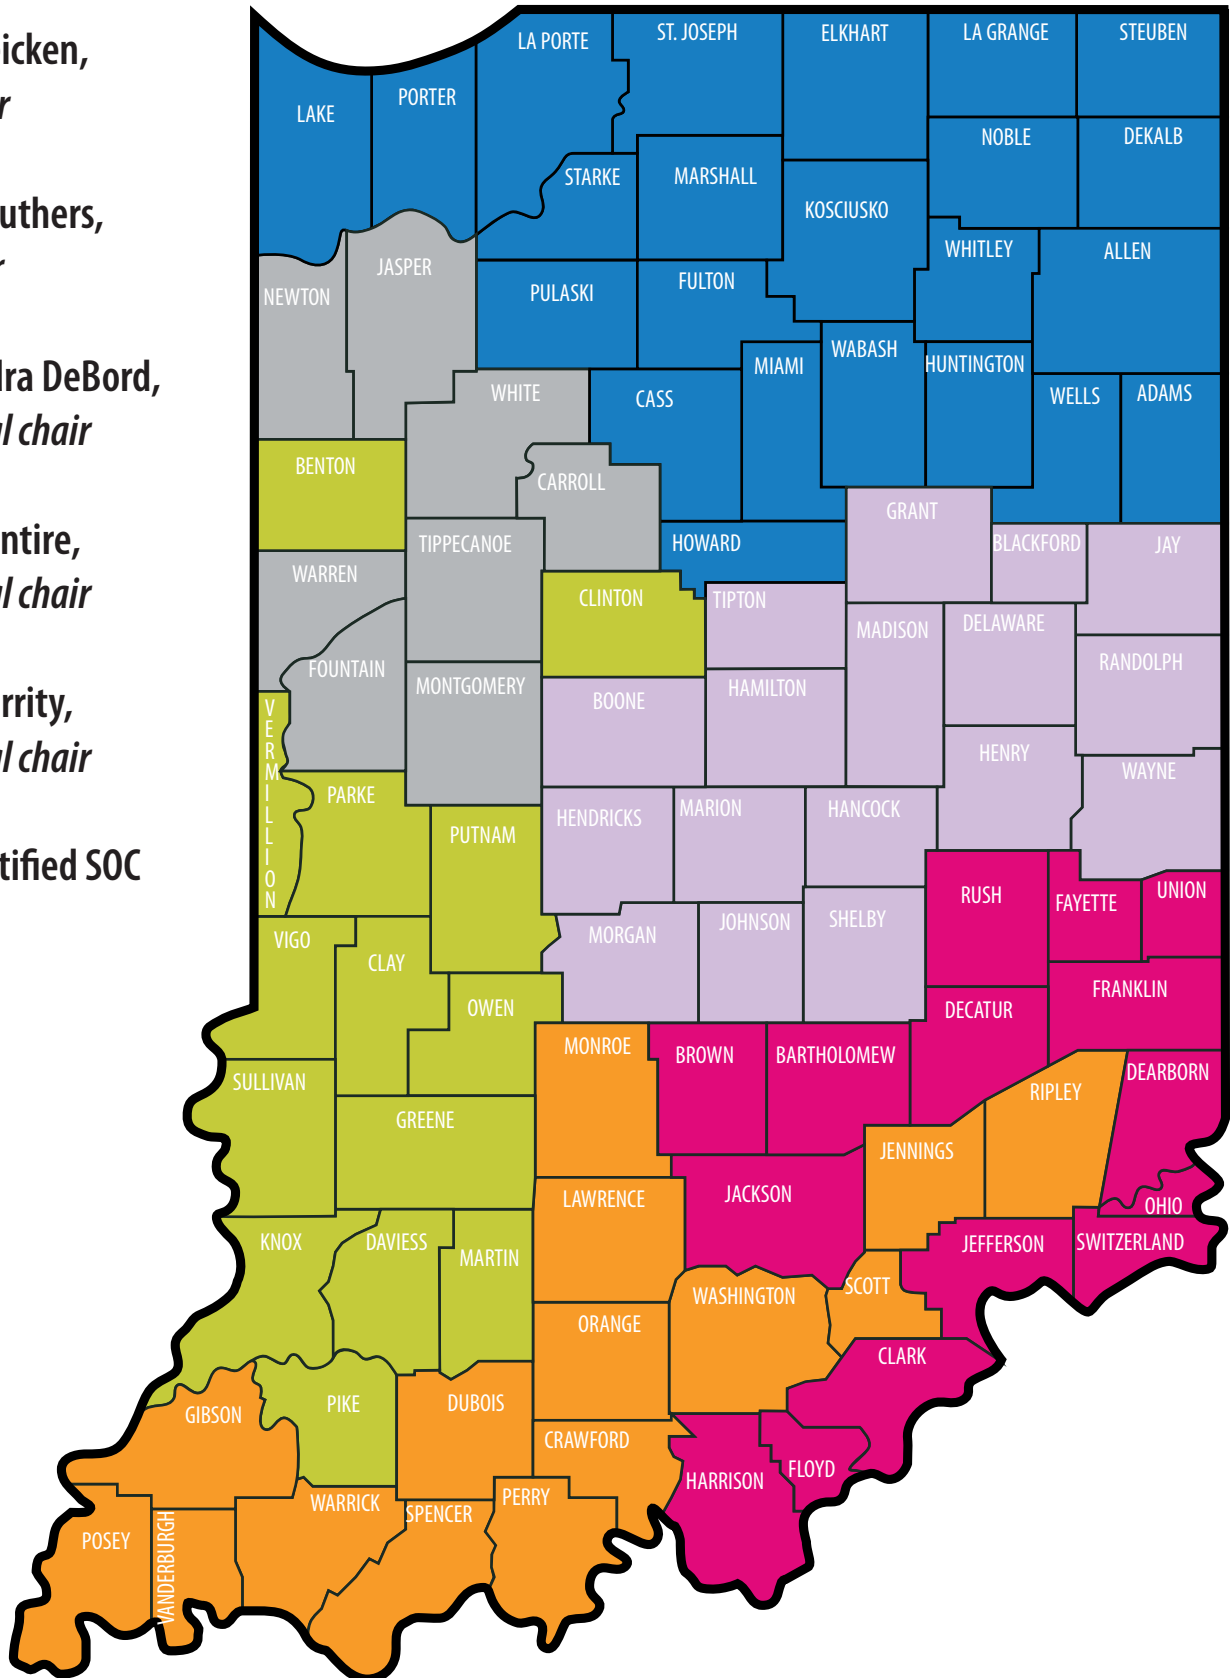 icken,
r
uthers,
r
dra DeBord,
al chair
ntire,
al chair
rrity,
al chair
tified SOC
LA PORTE
ST. JOSEPH
ELKHART
LA GRANGE
STEUBEN
LAKE
PORTER
NOBLE
DEKALB
STARKE
MARSHALL
KOSCIUSKO
WHITLEY
ALLEN
JASPER
NEWTON
PULASKI
FULTON
WABASH
HUNTINGTON
MIAMI
WHITE
CASS
WELLS
ADAMS
BENTON
CARROLL
GRANT
TIPPECANOE
HOWARD
BLACKFORD
JAY
WARREN
CLINTON
TIPTON
MADISON
DELAWARE
RANDOLPH
FOUNTAIN
MONTGOMERY
BOONE
HAMILTON
VERMILLION
HENRY
WAYNE
PARKE
PUTNAM
HENDRICKS
MARION
HANCOCK
RUSH
FAYETTE
UNION
VIGO
CLAY
MORGAN
JOHNSON
SHELBY
OWEN
DECATUR
FRANKLIN
MONROE
BROWN
BARTHOLOMEW
SULLIVAN
DEARBORN
RIPLEY
GREENE
JENNINGS
LAWRENCE
JACKSON
OHIO
KNOX
DAVIESS
MARTIN
JEFFERSON
SWITZERLAND
WASHINGTON
SCOTT
ORANGE
CLARK
GIBSON
PIKE
DUBOIS
CRAWFORD
HARRISON
FLOYD
WARRICK
SPENCER
PERRY
POSEY
VANDERBURGH